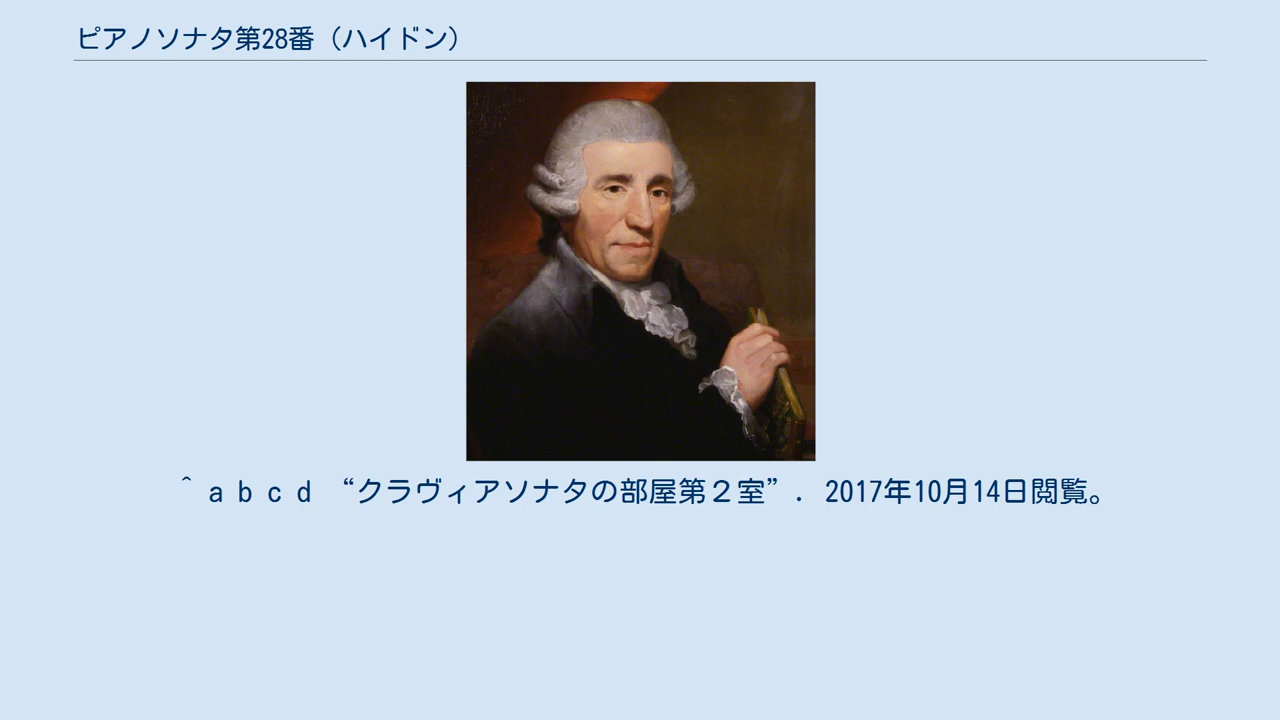 ピアノソナタ第28番（ハイドン）
^ a b c d “クラヴィアソナタの部屋第２室”. 2017年10月14日閲覧。